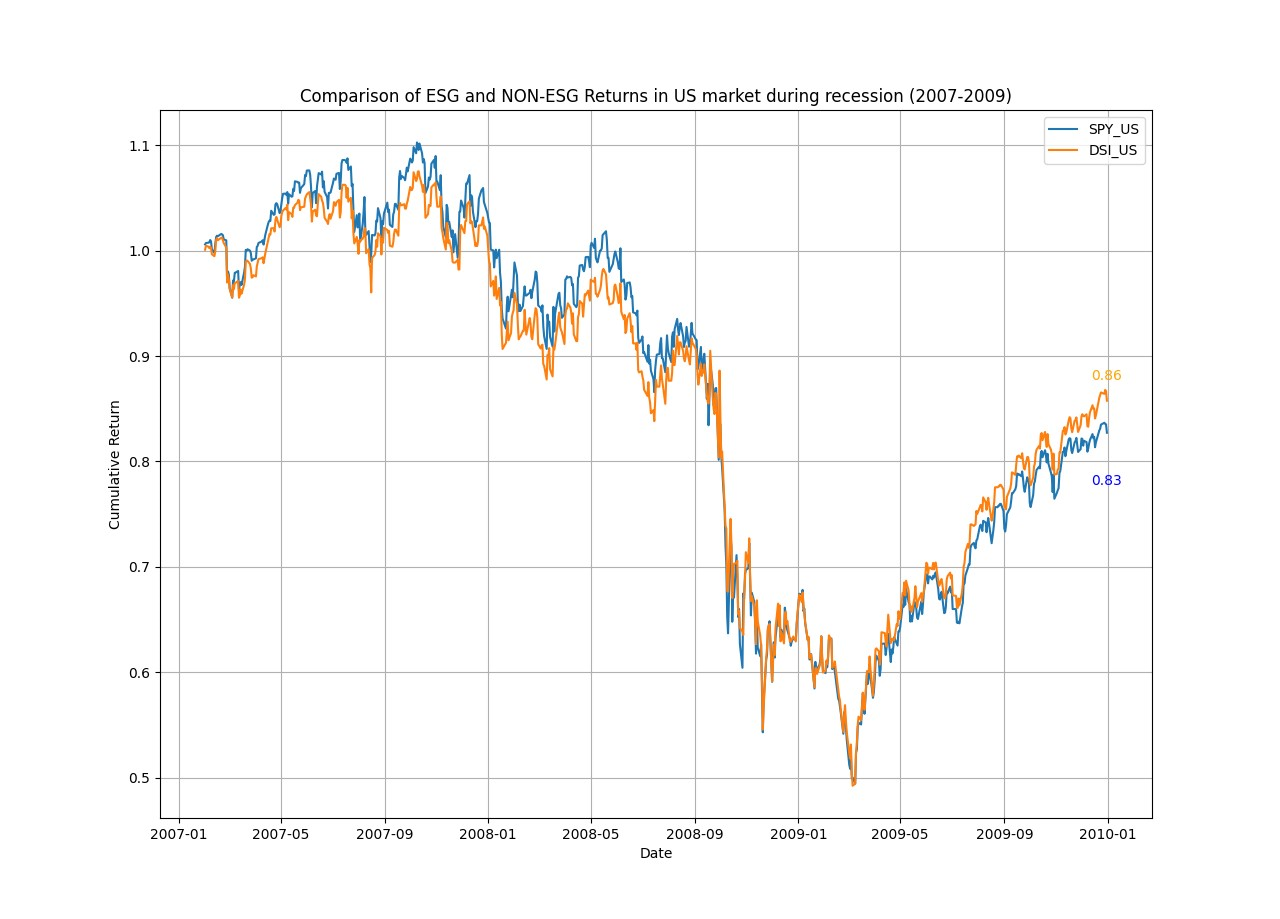 Comparison of ESG and NON-ESG Returns in US market during recession (2007-2009)
SPY_US
DSI_US
Cumulative Return
1.1
1.0
0.9
0.8
0.7
0.6
0.5
0.86
0.83
2007-01 2007-05 2007-09 2008-01 2008-05 2008-09 2009-01 2009-05 2009-09 2010-01
Date